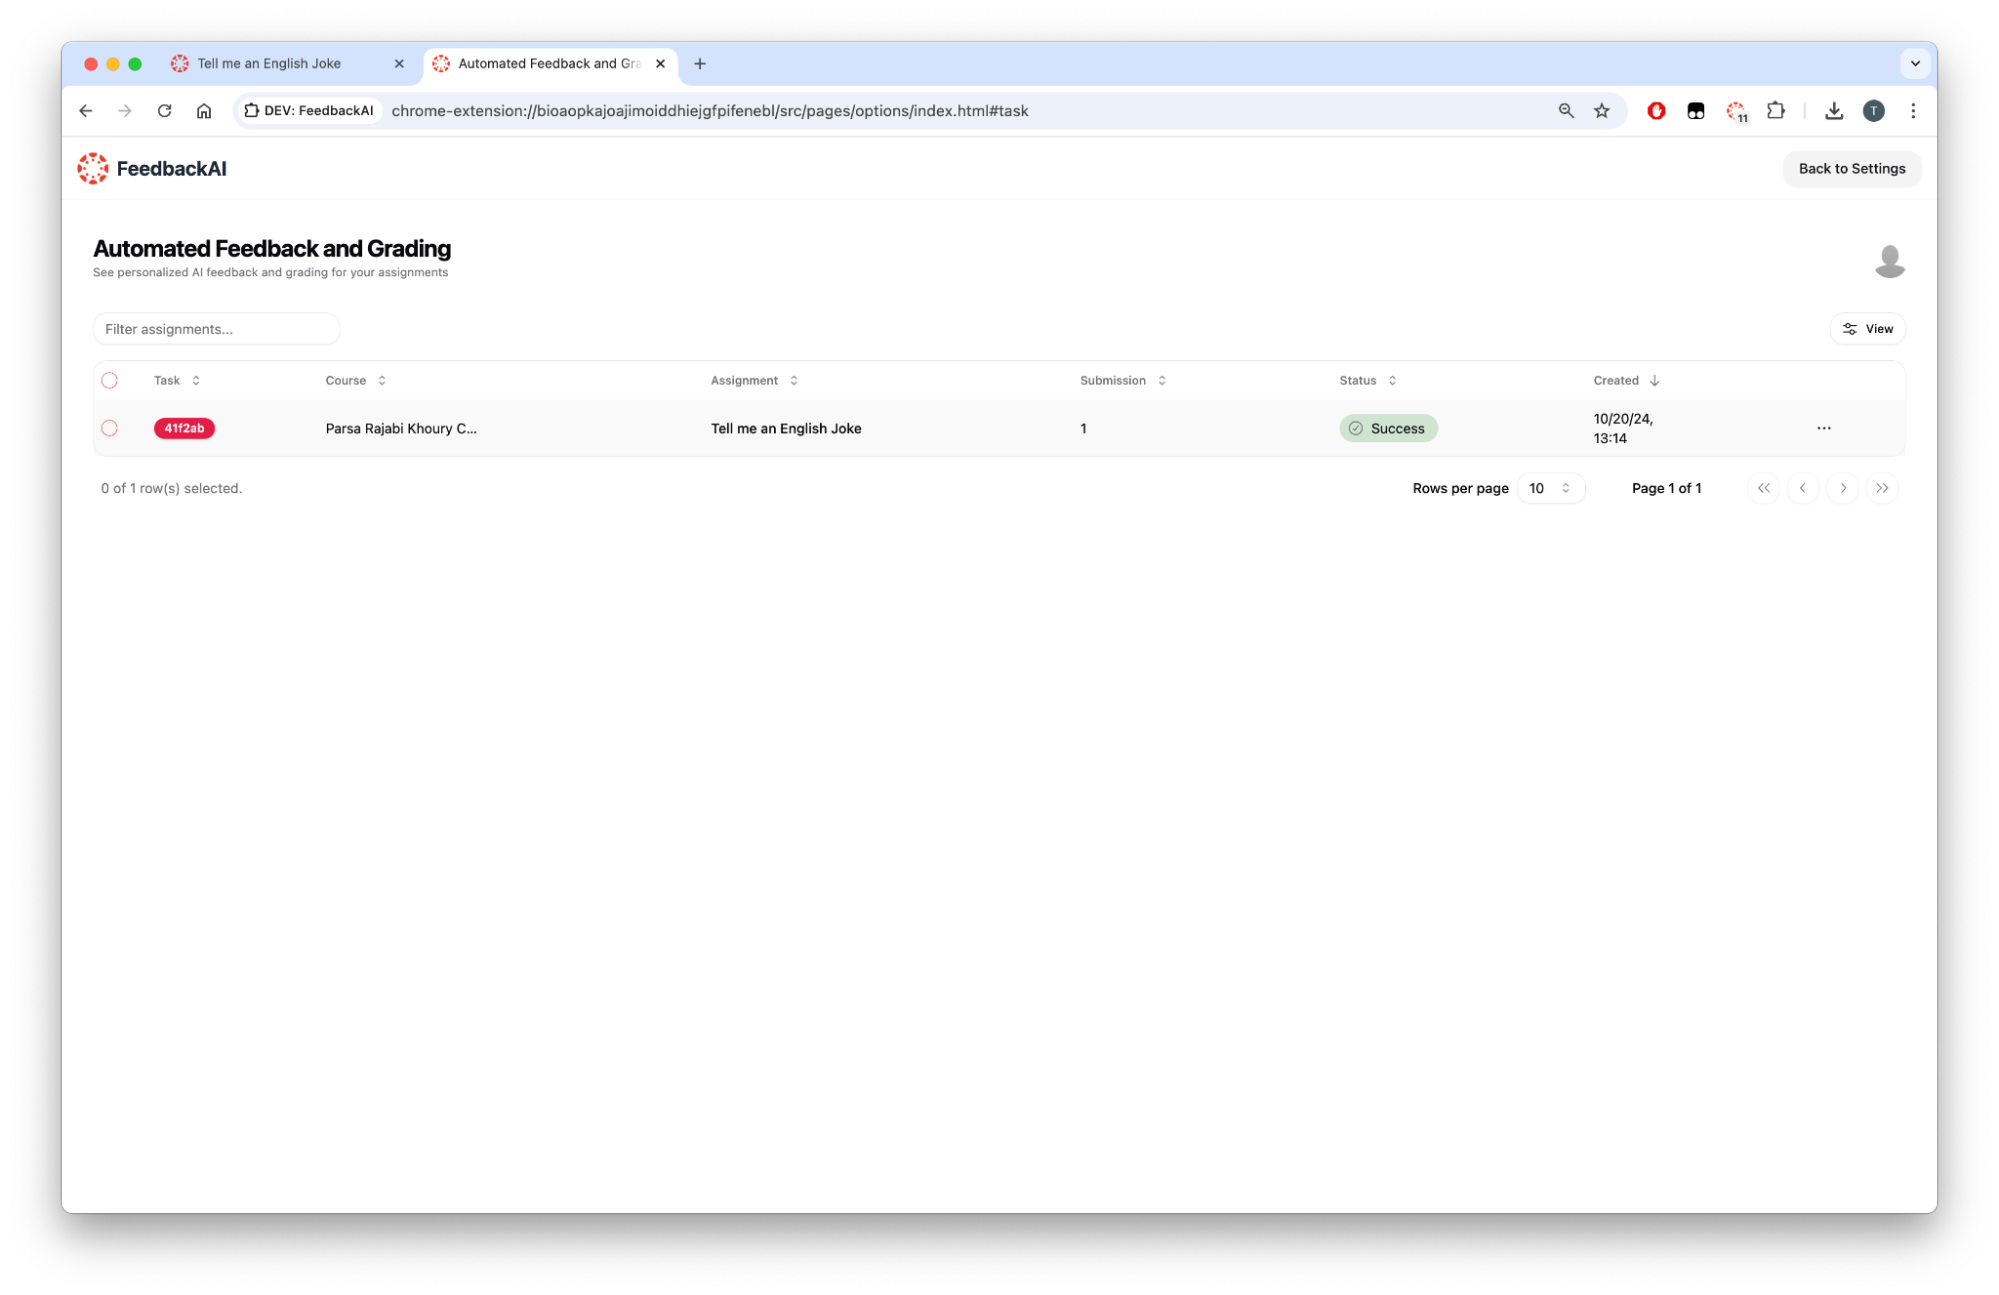 Tell me an English Joke
Automated Feedback and Gra
DEV: FeedbackAI
chrome-extension://bioaopkajoajimoiddhiejgfpifenebl/src/pages/options/index.html#task
11
T
FeedbackAI
Back to Settings
Automated Feedback and Grading
See personalized AI feedback and grading for your assignments
Filter assignments...
View
Task Course Assignment Submission Status Created
41f2ab Parsa Rajabi Khoury C... Tell me an English Joke 1 Success 10/20/24,
13:14
0 of 1 row(s) selected. Rows per page 10 Page 1 of 1